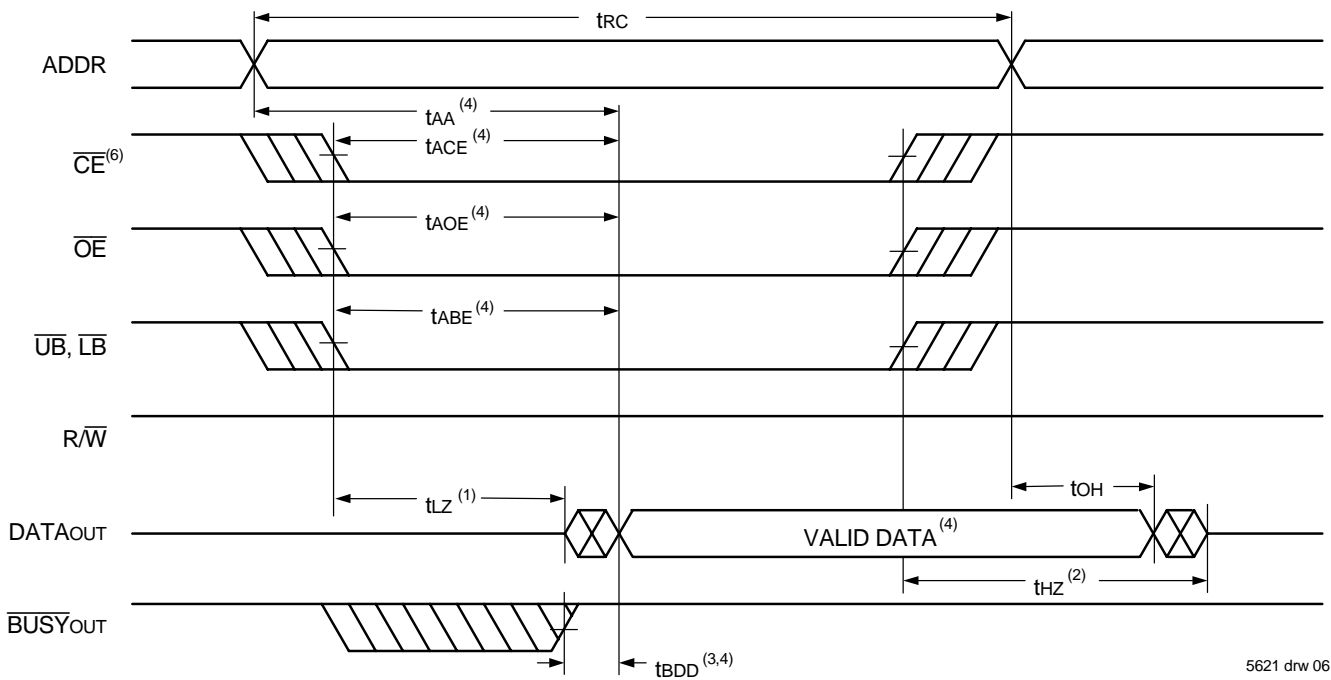 tRC
ADDR
tAA (4)
CE(6)
tACE (4)
OE
tAOE (4)
UB, LB
tABE (4)
R/W
tLZ (1)
tOH
DATAOUT
VALID DATA(4)
tHZ (2)
BUSYOUT
tBDD (3,4)
5621 drw 06